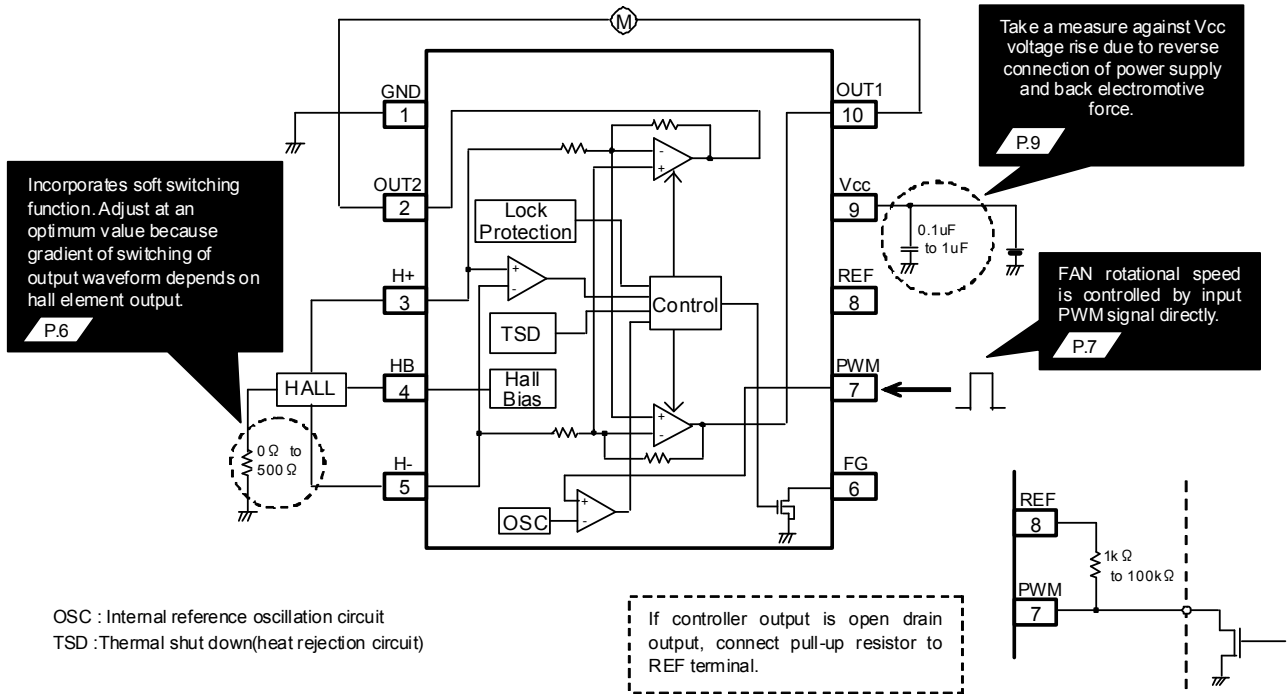 M
Take a measure against Vcc
voltage rise due to reverse
connection of power supply
and back electromotive
force.
P.9
GND
1
OUT1
10
Incorporates soft switching
function. Adjust at an
optimum value because
gradient of switching of
output waveform depends on
hall element output.
P.6
OUT2
2
Vcc
9
0.1uF
to 1uF
Lock
Protection
-
+
H+
3
+
-
REF
8
FAN rotational speed
is controlled by input
PWM signal directly.
P.7
TSD
Control
HB
4
HALL
Hall
Bias
PWM
7
+
-
0Ω to
500Ω
H-
5
FG
6
OSC
+
-
REF
8
1kΩ
to 100kΩ
PWM
7
OSC : Internal reference oscillation circuit
TSD : Thermal shut down(heat rejection circuit)
If controller output is open drain
output, connect pull-up resistor to
REF terminal.